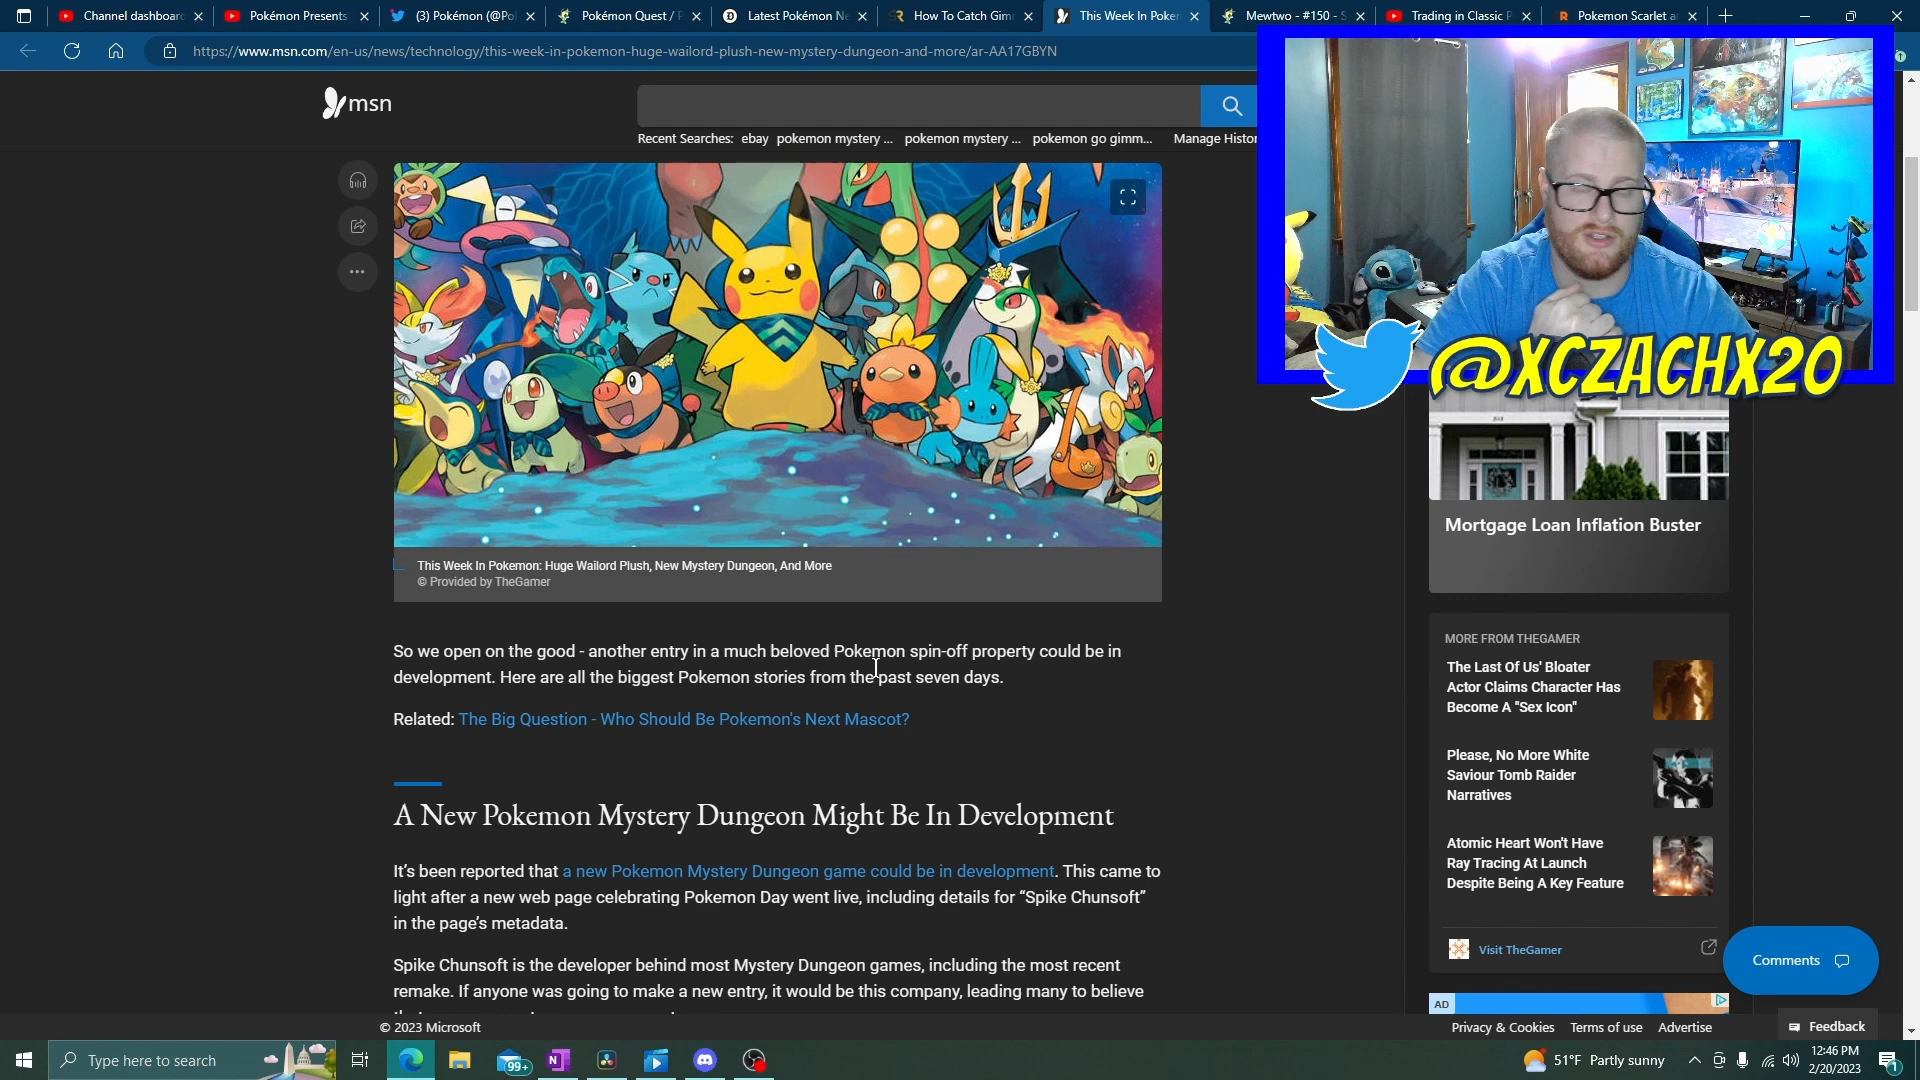 Channel dashboard
Pokémon Presents
(3) Pokémon (@Po
Pokémon Quest / P
Latest Pokémon Ne
How To Catch Gim
This Week In Poken
Mewtwo - #150 - S
Trading in Classic P
Pokemon Scarlet a
https://www.msn.com/en-us/news/technology/this-week-in-pokemon-huge-wailord-plush-new-mystery-dungeon-and-more/ar-AA17GBYN
msn
Recent Searches: ebay pokemon mystery ... pokemon mystery ... pokemon go gimm... Manage Histor
@XCZACHX20
This Week In Pokemon: Huge Wailord Plush, New Mystery Dungeon, And More
© Provided by TheGamer
So we open on the good - another entry in a much beloved Pokemon spin-off property could be in
development. Here are all the biggest Pokemon stories from the past seven days.
Related: The Big Question - Who Should Be Pokemon's Next Mascot?
A New Pokemon Mystery Dungeon Might Be In Development
It's been reported that a new Pokemon Mystery Dungeon game could be in development. This came to
light after a new web page celebrating Pokemon Day went live, including details for “Spike Chunsoft”
in the page's metadata.
Spike Chunsoft is the developer behind most Mystery Dungeon games, including the most recent
remake. If anyone was going to make a new entry, it would be this company, leading many to believe
Mortgage Loan Inflation Buster
MORE FROM THEGAMER
The Last Of Us' Bloater
Actor Claims Character Has
Become A "Sex Icon"
Please, No More White
Saviour Tomb Raider
Narratives
Atomic Heart Won't Have
Ray Tracing At Launch
Despite Being A Key Feature
Visit TheGamer
Comments
AD
© 2023 Microsoft
Privacy & Cookies Terms of use Advertise
Feedback
Type here to search
99+
N
51°F Partly sunny
12:46 PM
2/20/2023
1